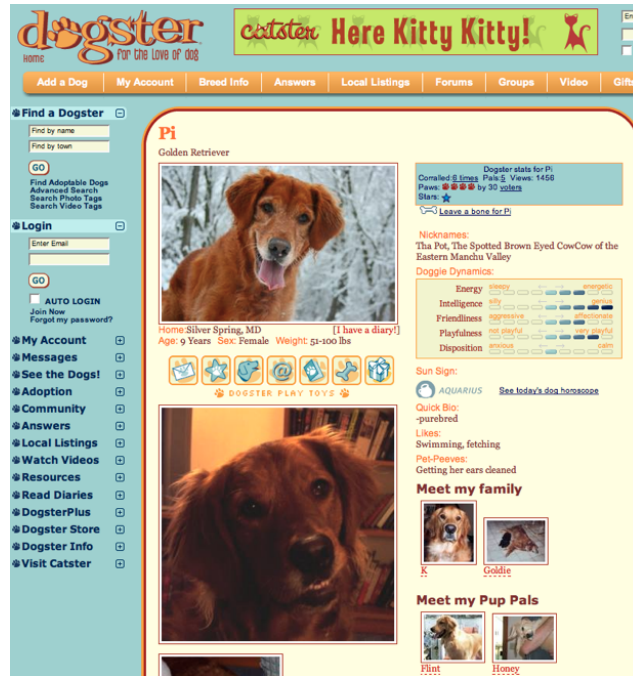 dogster
HOME
for the love of dog
catster Here Kitty Kitty!
Add a Dog
My Account
Breed Info
Answers
Local Listings
Forums
Groups
Video
Gift
Find a Dogster
Find by name
Find by town
GO
Find Adoptable Dogs
Advanced Search
Search Photo Tags
Search Video Tags
Login
Enter Email
GO
AUTO LOGIN
Join Now
Forgot my password?
My Account
Messages
See the Dogs!
Adoption
Community
Answers
Local Listings
Watch Videos
Resources
Read Diaries
DogsterPlus
Dogster Store
Dogster Info
Visit Catster
Pi
Golden Retriever
Home:Silver Spring, MD [I have a diary!]
Age: 9 Years Sex: Female Weight: 51-100 lbs
DOGSTER PLAY TOYS
Dogster stats for Pi
Corralled:6 times Pals:5 Views: 1456
Paws: by 30 voters
Stars:
Leave a bone for Pi
Nicknames:
Tha Pot, The Spotted Brown Eyed CowCow of the
Eastern Manchu Valley
Doggie Dynamics:
Energy sleepy energetic
Intelligence silly genius
Friendliness aggressive affectionate
Playfulness not playful very playful
Disposition anxious calm
Sun Sign:
AQUARIUS See today's dog horoscope
Quick Bio:
-purebred
Likes:
Swimming, fetching
Pet-Peeves:
Getting her ears cleaned
Meet my family
K
Goldie
Meet my Pup Pals
Flint
Honey